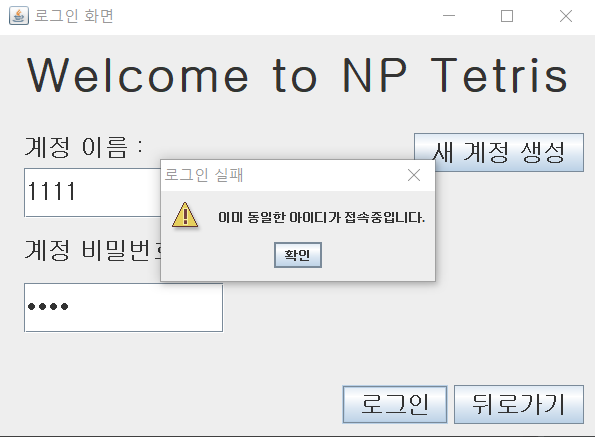 로그인 화면
Welcome to NP Tetris
계정 이름 :
새 계정 생성
1111
로그인 실패
이미 동일한 아이디가 접속중입니다.
확인
계정 비밀번호
••••
로그인
뒤로가기